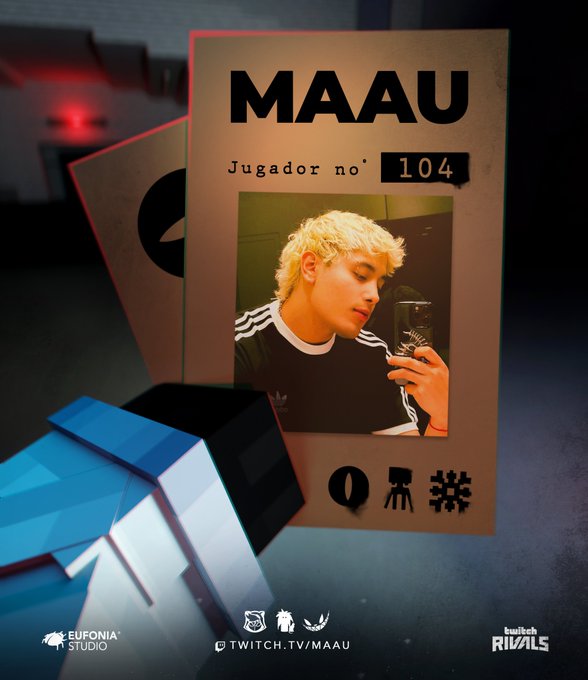 MAAU
Jugador no° 104
EUFONIA®
STUDIO
TWITCH.TV/MAAU
twitch
RIVALS